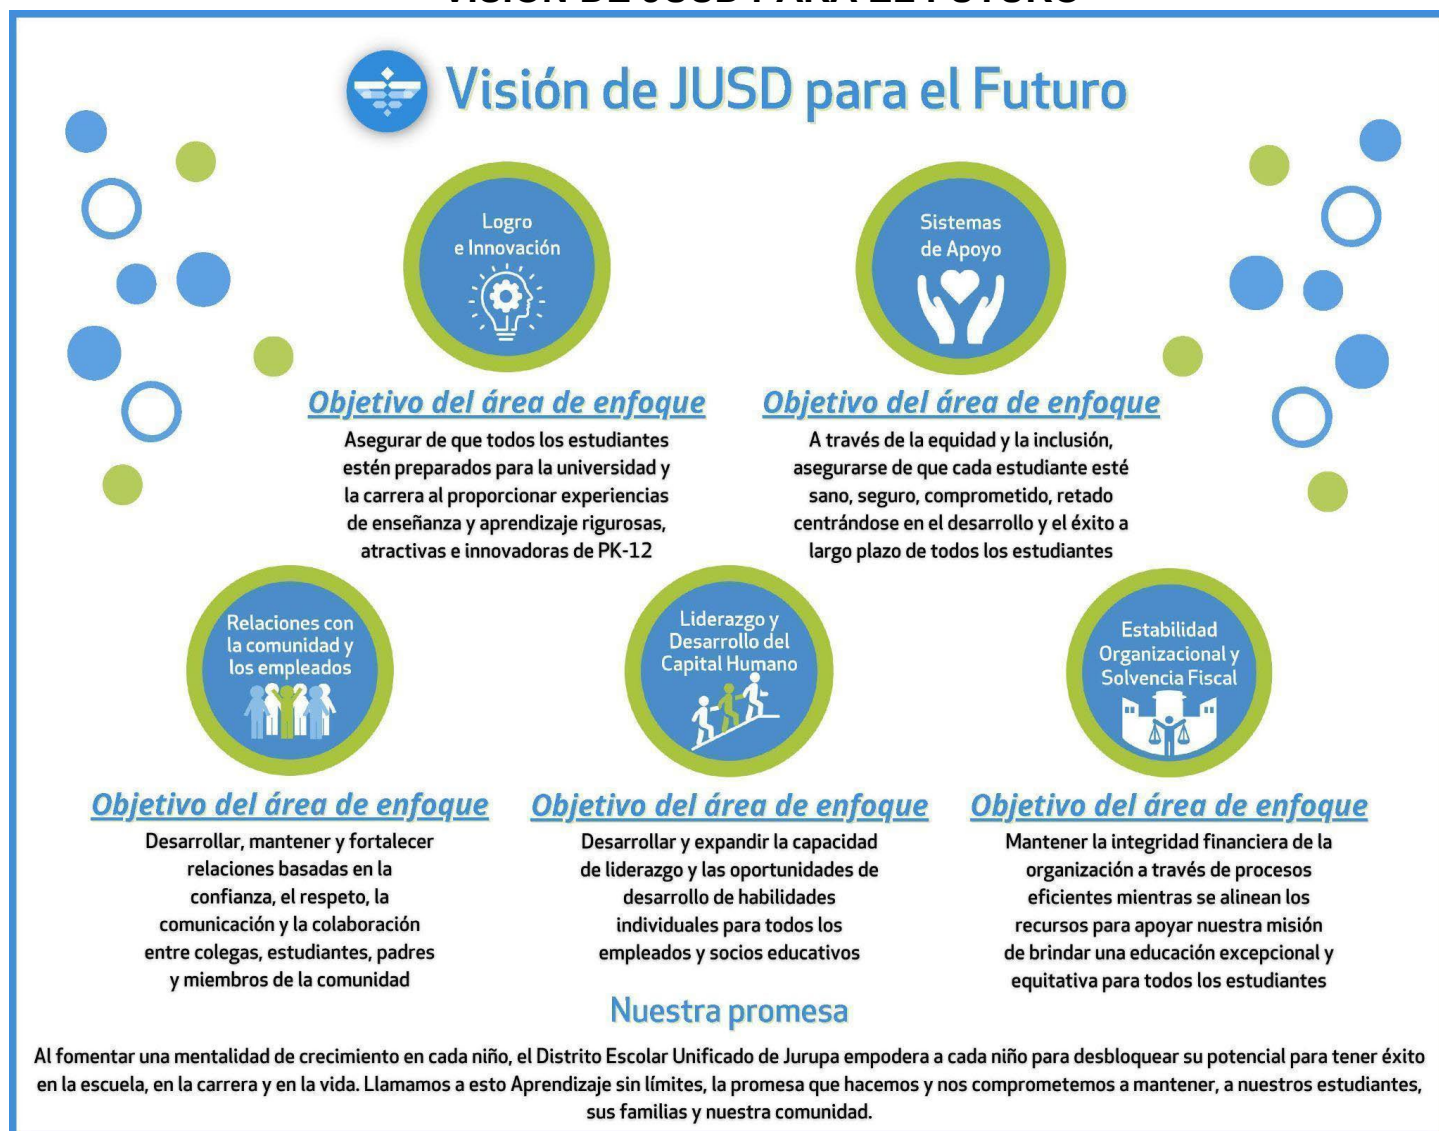 VISIÓN DE JUSD PARA EL FUTURO
Visión de JUSD para el Futuro
Logro
e Innovación
Objetivo del área de enfoque
Asegurar de que todos los estudiantes
estén preparados para la universidad y
la carrera al proporcionar experiencias
de enseñanza y aprendizaje rigurosas,
atractivas e innovadoras de PK-12
Sistemas
de Apoyo
Objetivo del área de enfoque
A través de la equidad y la inclusión,
asegurarse de que cada estudiante esté
sano, seguro, comprometido, retado
centrándose en el desarrollo y el éxito a
largo plazo de todos los estudiantes
Relaciones con
la comunidad y
los empleados
Objetivo del área de enfoque
Desarrollar, mantener y fortalecer
relaciones basadas en la
confianza, el respeto, la
comunicación y la colaboración
entre colegas, estudiantes, padres
y miembros de la comunidad
Liderazgo y
Desarrollo del
Capital Humano
Objetivo del área de enfoque
Desarrollar y expandir la capacidad
de liderazgo y las oportunidades de
desarrollo de habilidades
individuales para todos los
empleados y socios educativos
Estabilidad
Organizacional y
Solvencia Fiscal
Objetivo del área de enfoque
Mantener la integridad financiera de la
organización a través de procesos
eficientes mientras se alinean los
recursos para apoyar nuestra misión
de brindar una educación excepcional y
equitativa para todos los estudiantes
Nuestra promesa
Al fomentar una mentalidad de crecimiento en cada niño, el Distrito Escolar Unificado de Jurupa empodera a cada niño para desbloquear su potencial para tener éxito
en la escuela, en la carrera y en la vida. Llamamos a esto Aprendizaje sin límites, la promesa que hacemos y nos comprometemos a mantener, a nuestros estudiantes,
sus familias y nuestra comunidad.